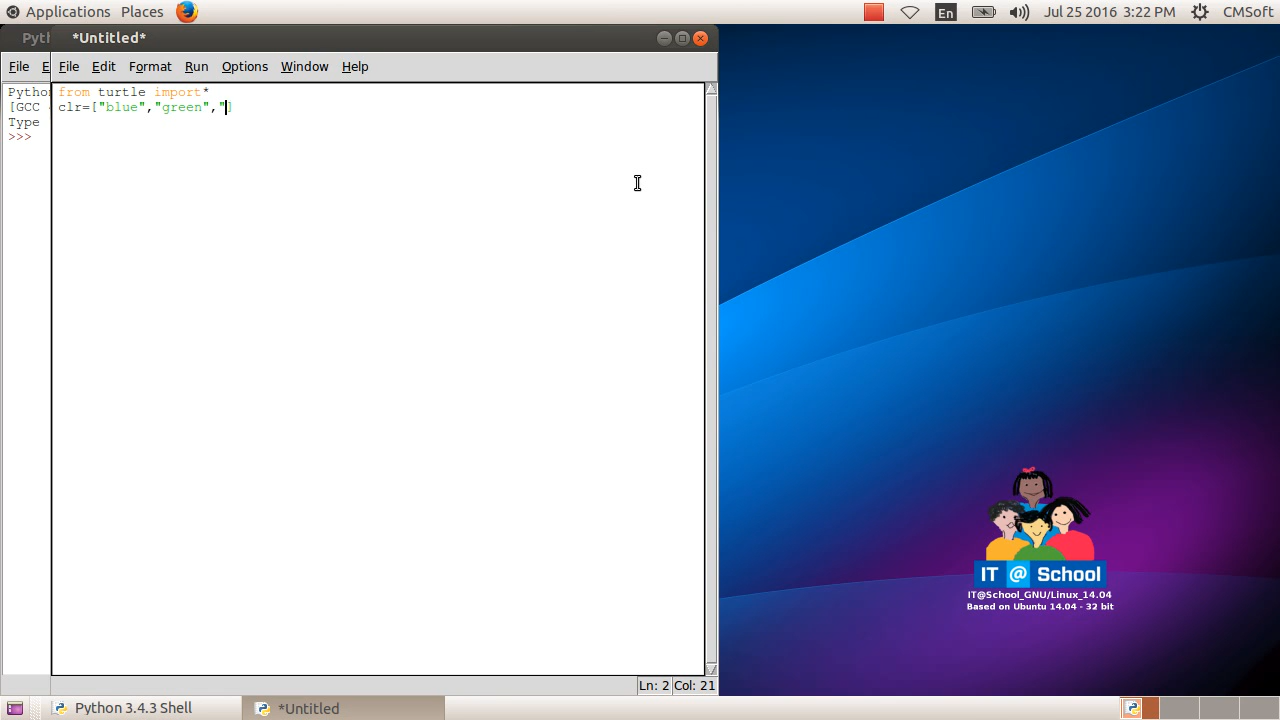 Applications Places En Jul 25 2016 3:22 PM CMSoft
Pyth *Untitled*
File E File Edit Format Run Options Window Help
Python from turtle import*
[GCC clr=["blue","green","]
Type
>>>
IT @ School
IT@School_GNU/Linux_14.04
Based on Ubuntu 14.04 - 32 bit
Ln: 2 Col: 21
Python 3.4.3 Shell *Untitled